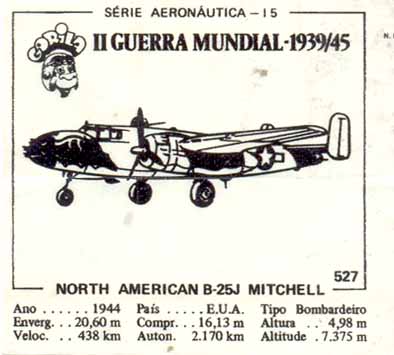 SÉRIE AERONÁUTICA - 15
II GUERRA MUNDIAL-1939/45
N.
527
NORTH AMERICAN B-25J MITCHELL
Ano ...... 1944 País ..... E.U.A. Tipo Bombardeiro
Enverg. .. 20,60 m Compr... 16,13 m Altura .. 4,98 m
Veloc. .. 438 km Auton. 2.170 km Altitude .7.375 m